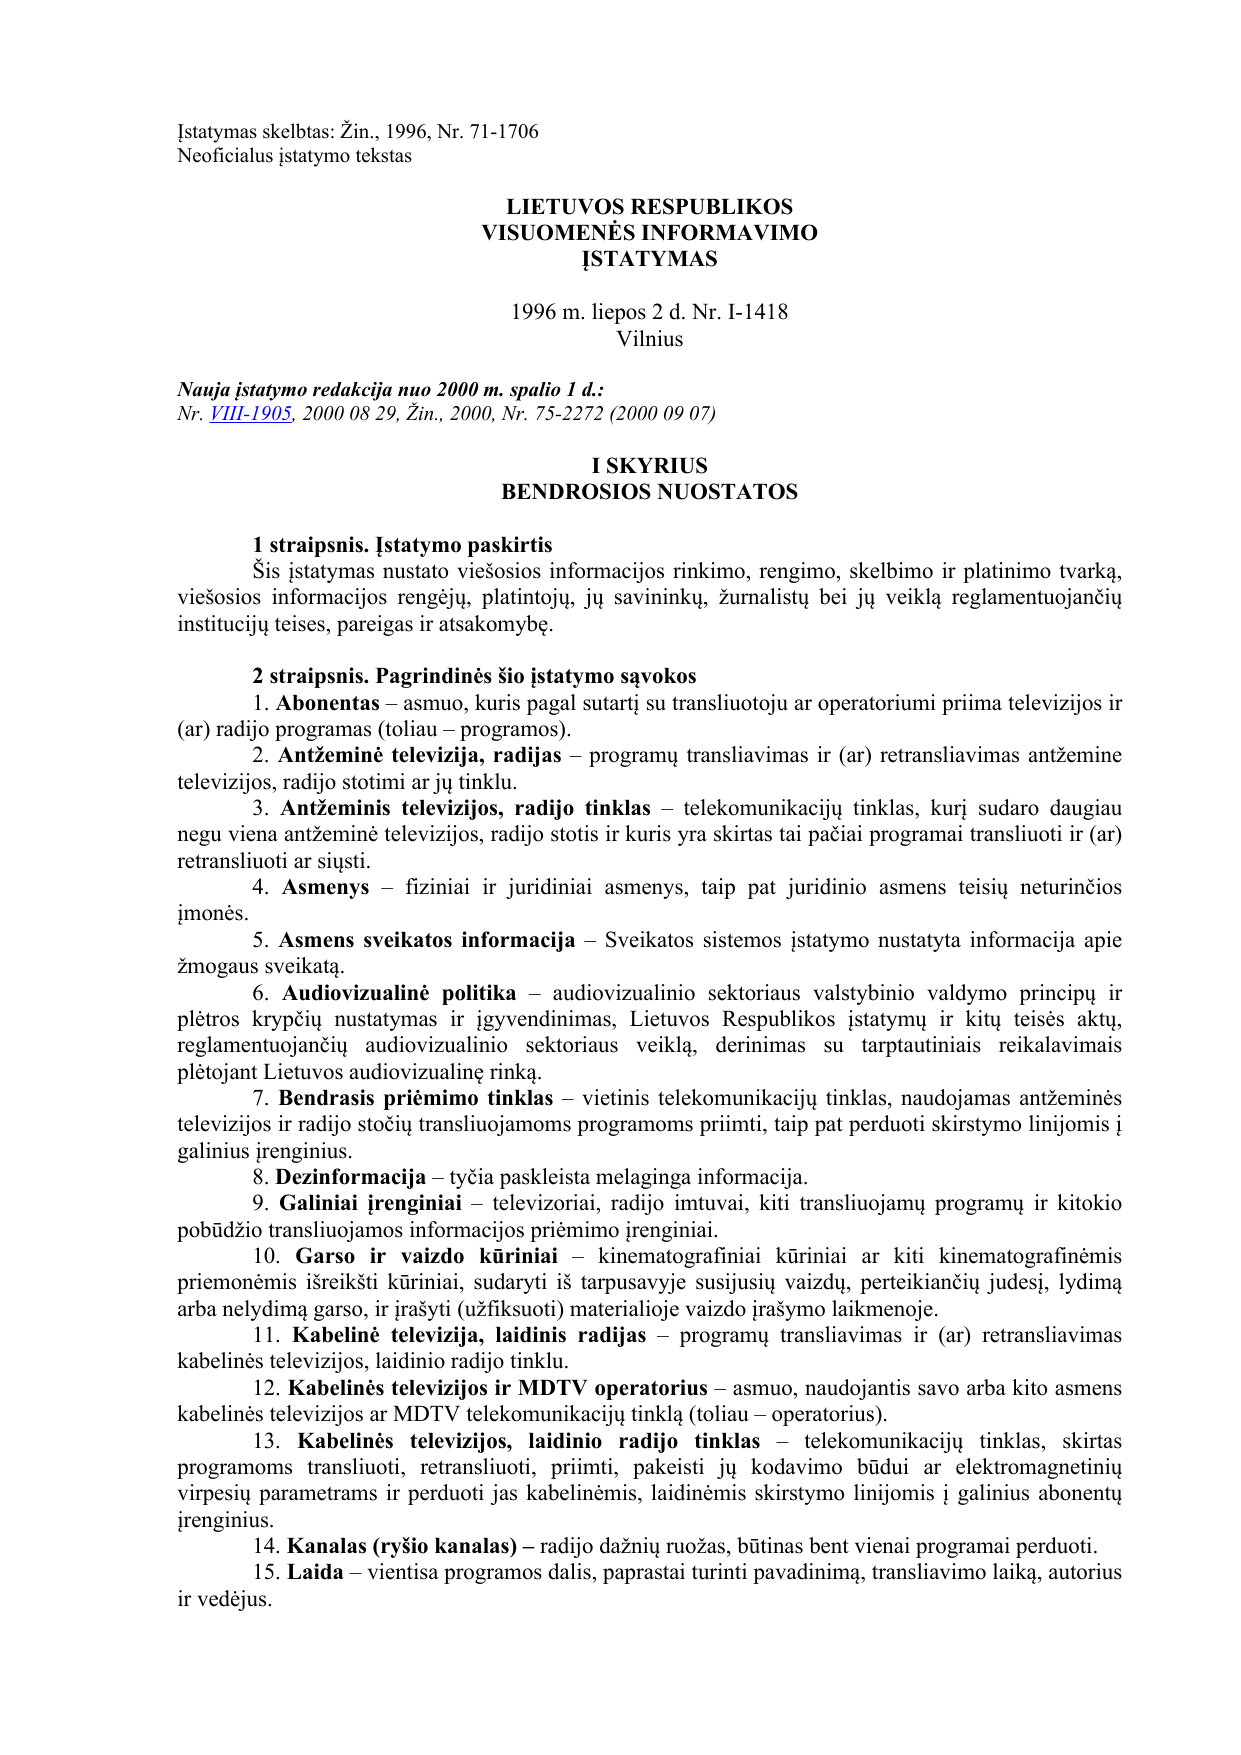 Įstatymas skelbtas: Žin., 1996, Nr. 71-1706
Neoficialus įstatymo tekstas
LIETUVOS RESPUBLIKOS
VISUOMENĖS INFORMAVIMO
ĮSTATYMAS
1996 m. liepos 2 d. Nr. I-1418
Vilnius
Nauja įstatymo redakcija nuo 2000 m. spalio 1 d.:
Nr. VIII-1905, 2000 08 29, Žin., 2000, Nr. 75-2272 (2000 09 07)
I SKYRIUS
BENDROSIOS NUOSTATOS
1 straipsnis. Įstatymo paskirtis
Šis įstatymas nustato viešosios informacijos rinkimo, rengimo, skelbimo ir platinimo tvarką,
viešosios informacijos rengėjų, platintojų, jų savininkų, žurnalistų bei jų veiklą reglamentuojančių
institucijų teises, pareigas ir atsakomybę.
2 straipsnis. Pagrindinės šio įstatymo sąvokos
1. Abonentas – asmuo, kuris pagal sutartį su transliuotoju ar operatoriumi priima televizijos ir
(ar) radijo programas (toliau – programos).
2. Antžeminė televizija, radijas – programų transliavimas ir (ar) retransliavimas antžemine
televizijos, radijo stotimi ar jų tinklu.
3. Antžeminis televizijos, radijo tinklas – telekomunikacijų tinklas, kurį sudaro daugiau
negu viena antžeminė televizijos, radijo stotis ir kuris yra skirtas tai pačiai programai transliuoti ir (ar)
retransliuoti ar siųsti.
4. Asmenys – fiziniai ir juridiniai asmenys, taip pat juridinio asmens teisių neturinčios
įmonės.
5. Asmens sveikatos informacija – Sveikatos sistemos įstatymo nustatyta informacija apie
žmogaus sveikatą.
6. Audiovizualinė politika – audiovizualinio sektoriaus valstybinio valdymo principų ir
plėtros krypčių nustatymas ir įgyvendinimas, Lietuvos Respublikos įstatymų ir kitų teisės aktų,
reglamentuojančių audiovizualinio sektoriaus veiklą, derinimas su tarptautiniais reikalavimais
plėtojant Lietuvos audiovizualinę rinką.
7. Bendrasis priėmimo tinklas – vietinis telekomunikacijų tinklas, naudojamas antžeminės
televizijos ir radijo stočių transliuojamoms programoms priimti, taip pat perduoti skirstymo linijomis į
galinius įrenginius.
8. Dezinformacija – tyčia paskleista melaginga informacija.
9. Galiniai įrenginiai – televizoriai, radijo imtuvai, kiti transliuojamų programų ir kitokio
pobūdžio transliuojamos informacijos priėmimo įrenginiai.
10. Garso ir vaizdo kūriniai – kinematografiniai kūriniai ar kiti kinematografinėmis
priemonėmis išreikšti kūriniai, sudaryti iš tarpusavyje susijusių vaizdų, perteikiančių judesį, lydimą
arba nelydimą garso, ir įrašyti (užfiksuoti) materialioje vaizdo įrašymo laikmenoje.
11. Kabelinė televizija, laidinis radijas – programų transliavimas ir (ar) retransliavimas
kabelinės televizijos, laidinio radijo tinklu.
12. Kabelinės televizijos ir MDTV operatorius – asmuo, naudojantis savo arba kito asmens
kabelinės televizijos ar MDTV telekomunikacijų tinklą (toliau – operatorius).
13. Kabelinės televizijos, laidinio radijo tinklas – telekomunikacijų tinklas, skirtas
programoms transliuoti, retransliuoti, priimti, pakeisti jų kodavimo būdui ar elektromagnetinių
virpesių parametrams ir perduoti jas kabelinėmis, laidinėmis skirstymo linijomis į galinius abonentų
įrenginius.
14. Kanalas (ryšio kanalas) – radijo dažnių ruožas, būtinas bent vienai programai perduoti.
15. Laida – vientisa programos dalis, paprastai turinti pavadinimą, transliavimo laiką, autorius
ir vedėjus.